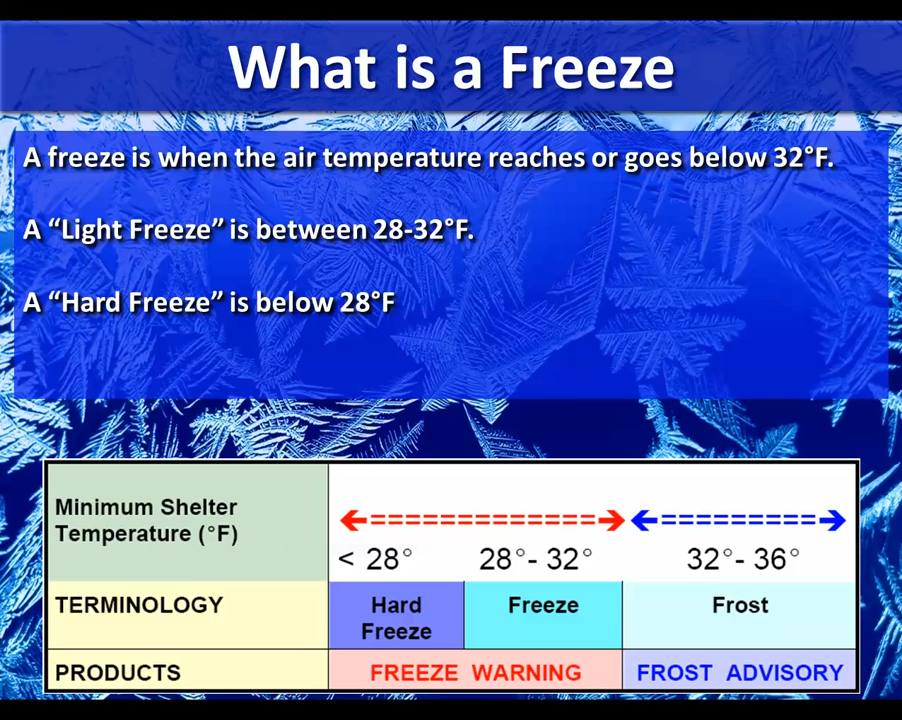 What is a Freeze
A freeze is when the air temperature reaches or goes below 32°F.
A “Light Freeze” is between 28-32°F.
A “Hard Freeze” is below 28°F
Minimum Shelter
Temperature (°F)
< 28° 28°- 32° 32°- 36°
TERMINOLOGY
Hard
Freeze
Freeze
Frost
PRODUCTS
FREEZE WARNING
FROST ADVISORY